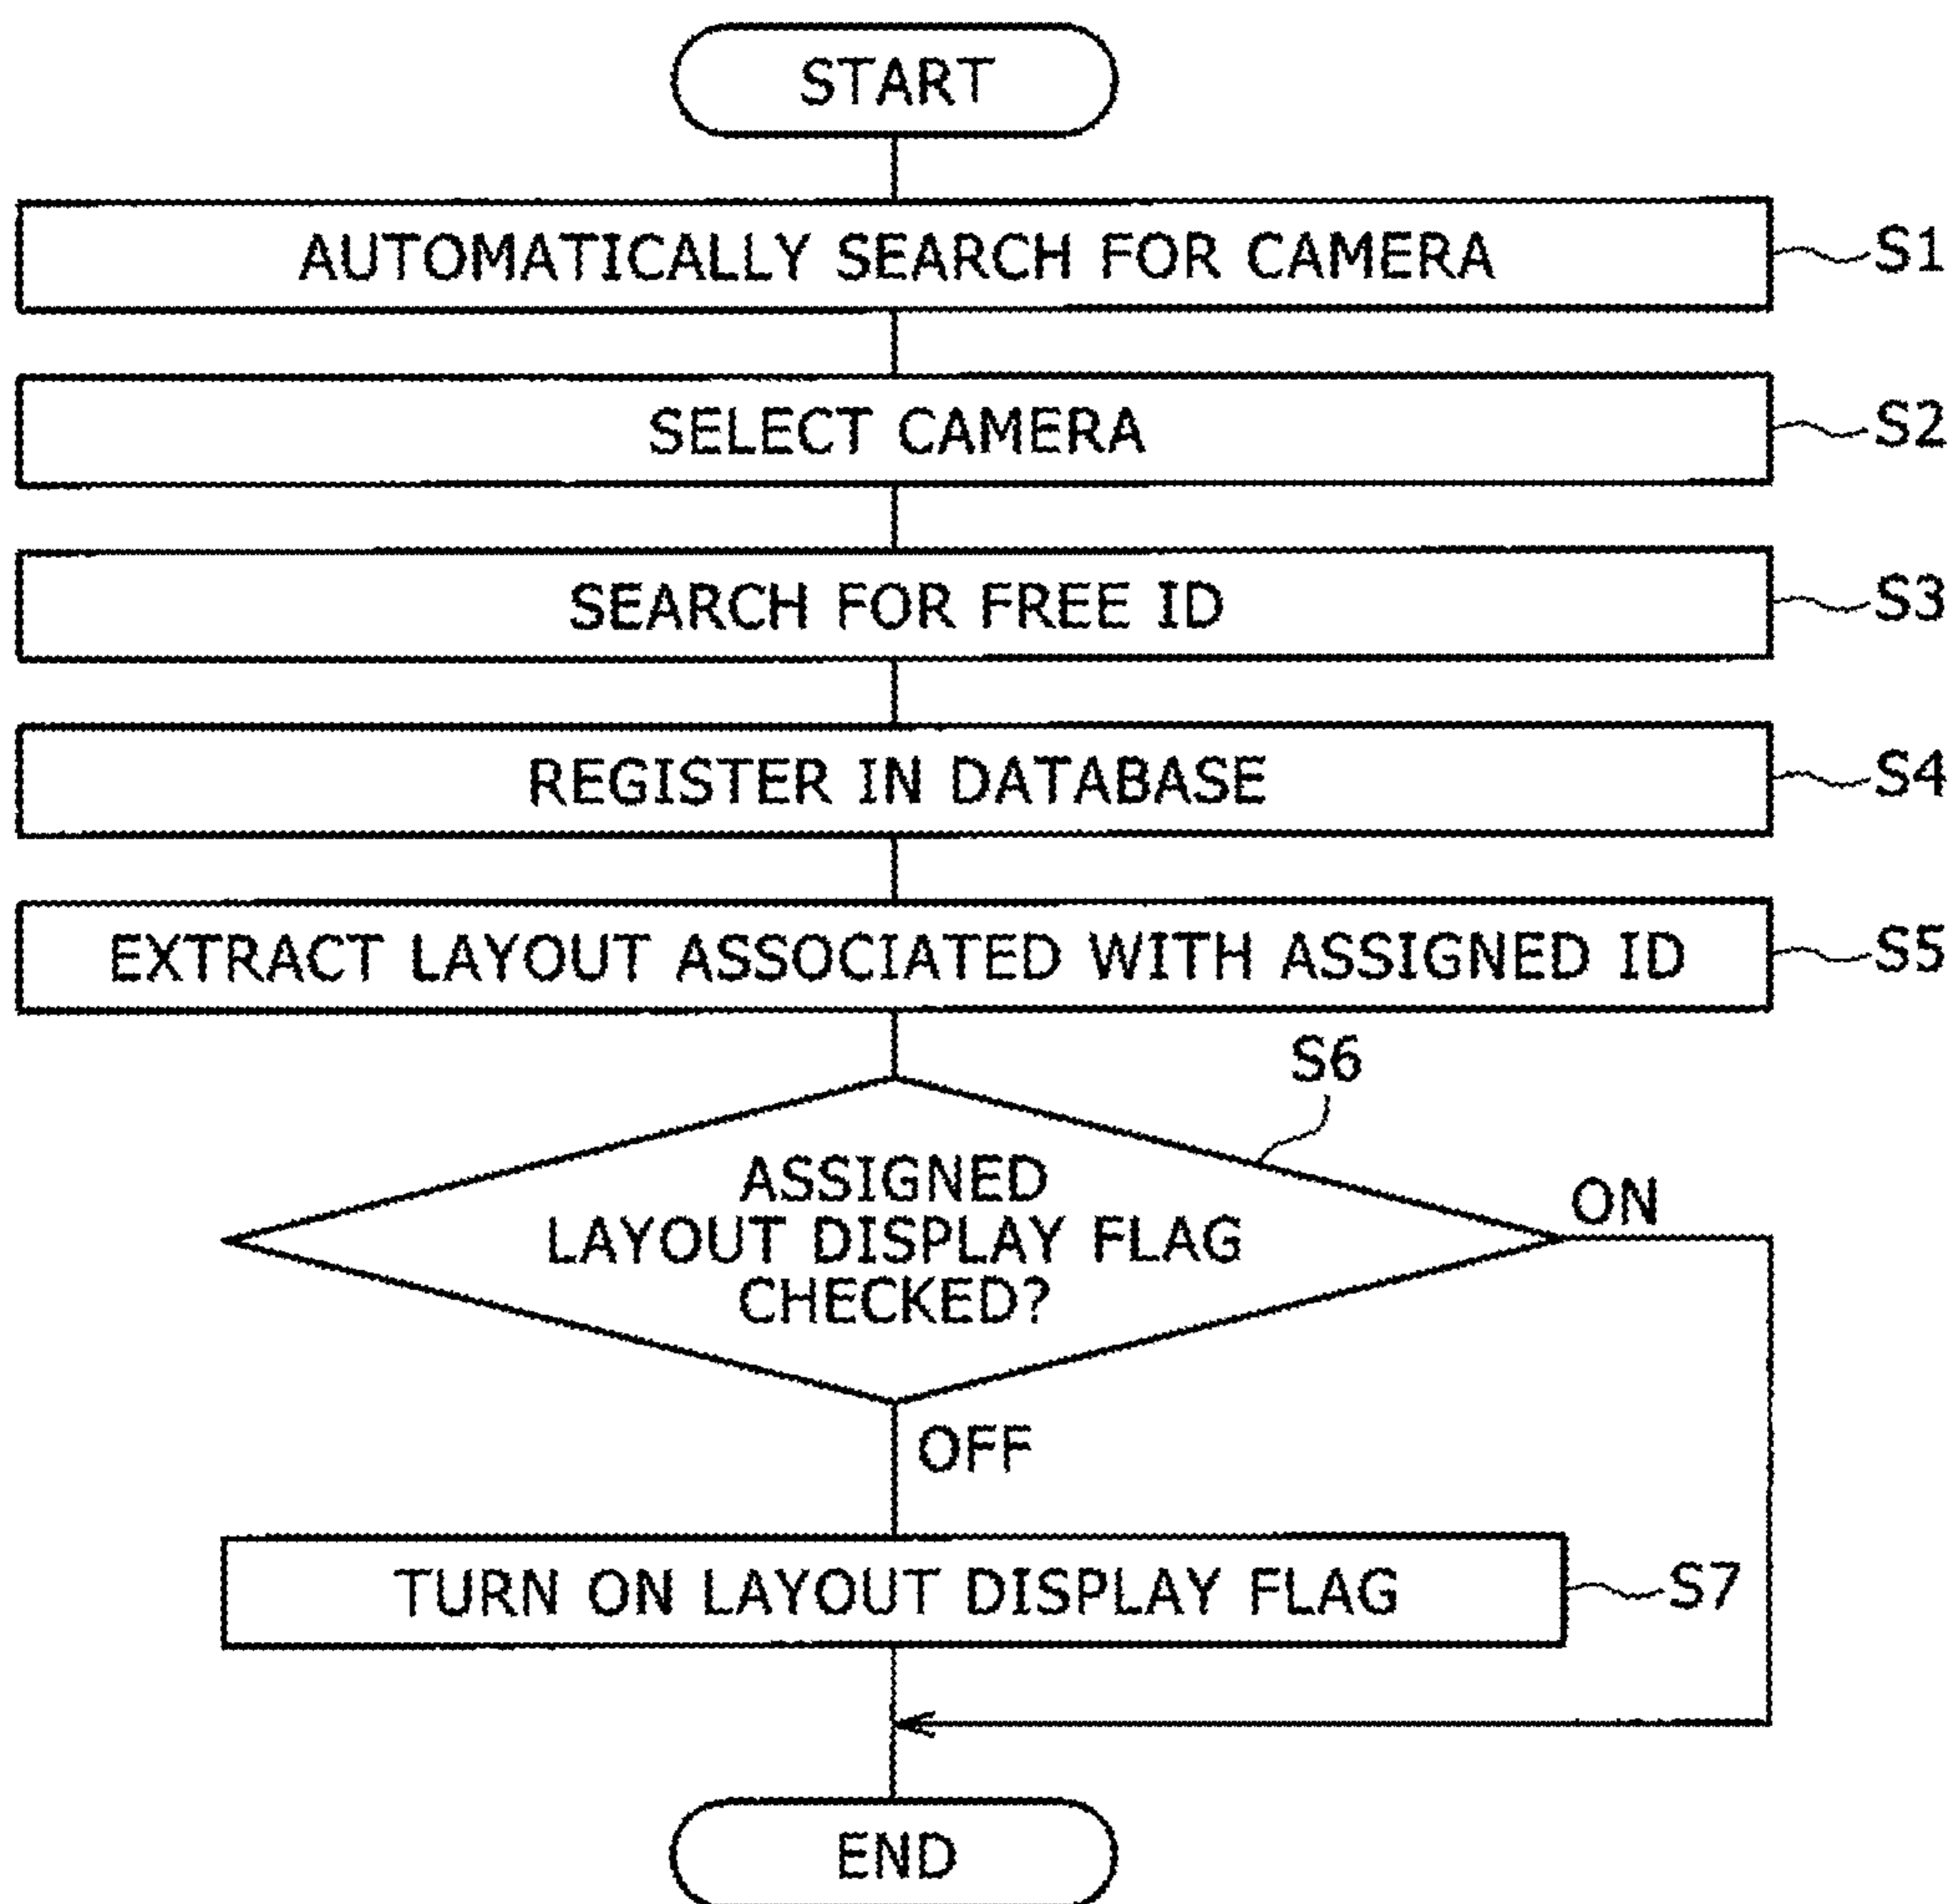 START
AUTOMATICALLY SEARCH FOR CAMERA
S1
SELECT CAMERA
S2
SEARCH FOR FREE ID
S3
REGISTER IN DATABASE
S4
EXTRACT LAYOUT ASSOCIATED WITH ASSIGNED ID
S5
S6
ASSIGNED
LAYOUT DISPLAY FLAG
CHECKED?
ON
OFF
TURN ON LAYOUT DISPLAY FLAG
S7
END